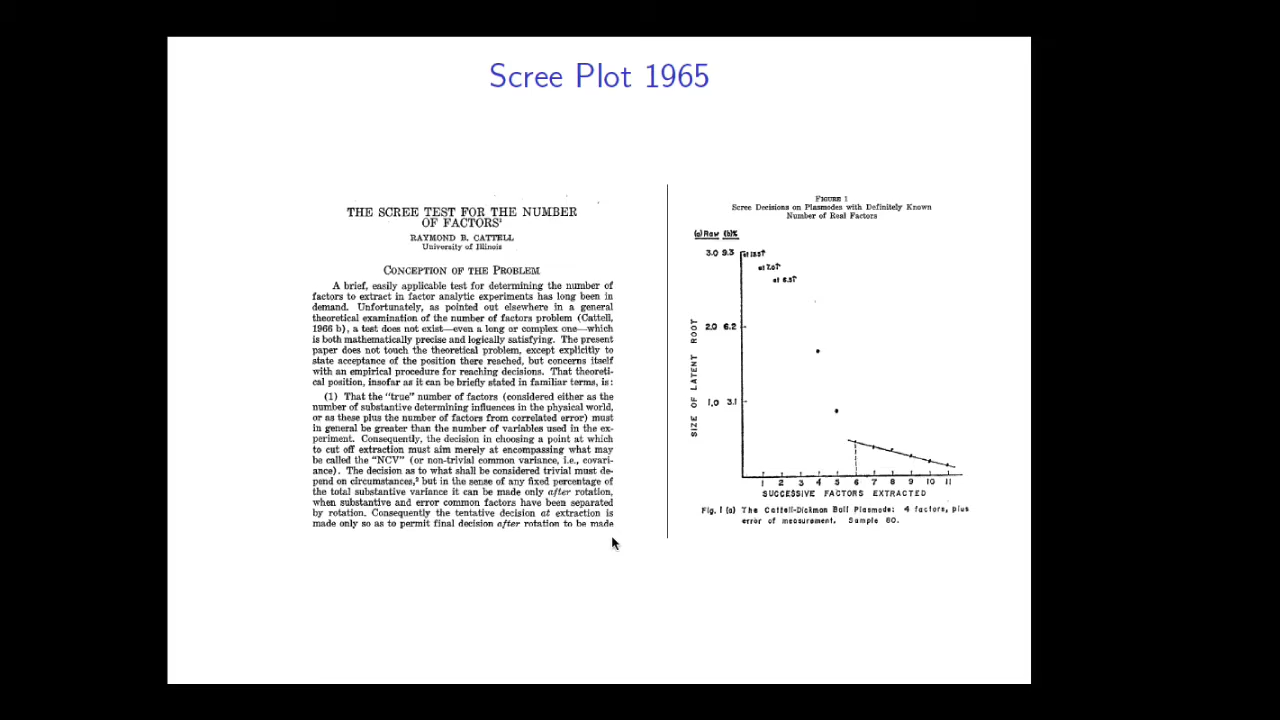 Scree Plot 1965
THE SCREE TEST FOR THE NUMBER
OF FACTORS¹
RAYMOND B. CATTELL
University of Illinois
CONCEPTION OF THE PROBLEM
A brief, easily applicable test for determining the number of
factors to extract in factor analytic experiments has long been in
demand. Unfortunately, as pointed out elsewhere in a general
theoretical examination of the number of factors problem (Cattell,
1966 b), a test does not exist—even a long or complex one—which
is both mathematically precise and logically satisfying. The present
paper does not touch the theoretical problem, except explicitly to
state acceptance of the position there reached, but concerns itself
with an empirical procedure for reaching decisions. That theoreti-
cal position, insofar as it can be briefly stated in familiar terms, is:
(1) That the “true” number of factors (considered either as the
number of substantive determining influences in the physical world,
or as these plus the number of factors from correlated error) must
in general be greater than the number of variables used in the ex-
periment. Consequently, the decision in choosing a point at which
to cut off extraction must aim merely at encompassing what may
be called the “NCV” (or non-trivial common variance, i.e., covari-
ance). The decision as to what shall be considered trivial must de-
pend on circumstances,² but in the sense of any fixed percentage of
the total substantive variance it can be made only after rotation,
when substantive and error common factors have been separated
by rotation. Consequently the tentative decision at extraction is
made only so as to permit final decision after rotation to be made
FIGURE 1
Scree Decisions on Plasmodes with Definitely Known
Number of Real Factors
(a) Raw (b)%
3.0 9.3
at 7.0↑
at 6.3↑
2.0 6.2
1.0 3.1
SIZE OF LATENT ROOT
1 2 3 4 5 6 7 8 9 10 11
SUCCESSIVE FACTORS EXTRACTED
Fig. 1 (a) The Cattell-Dickman Ball Plasmode: 4 factors, plus
error of measurement. Sample 80.